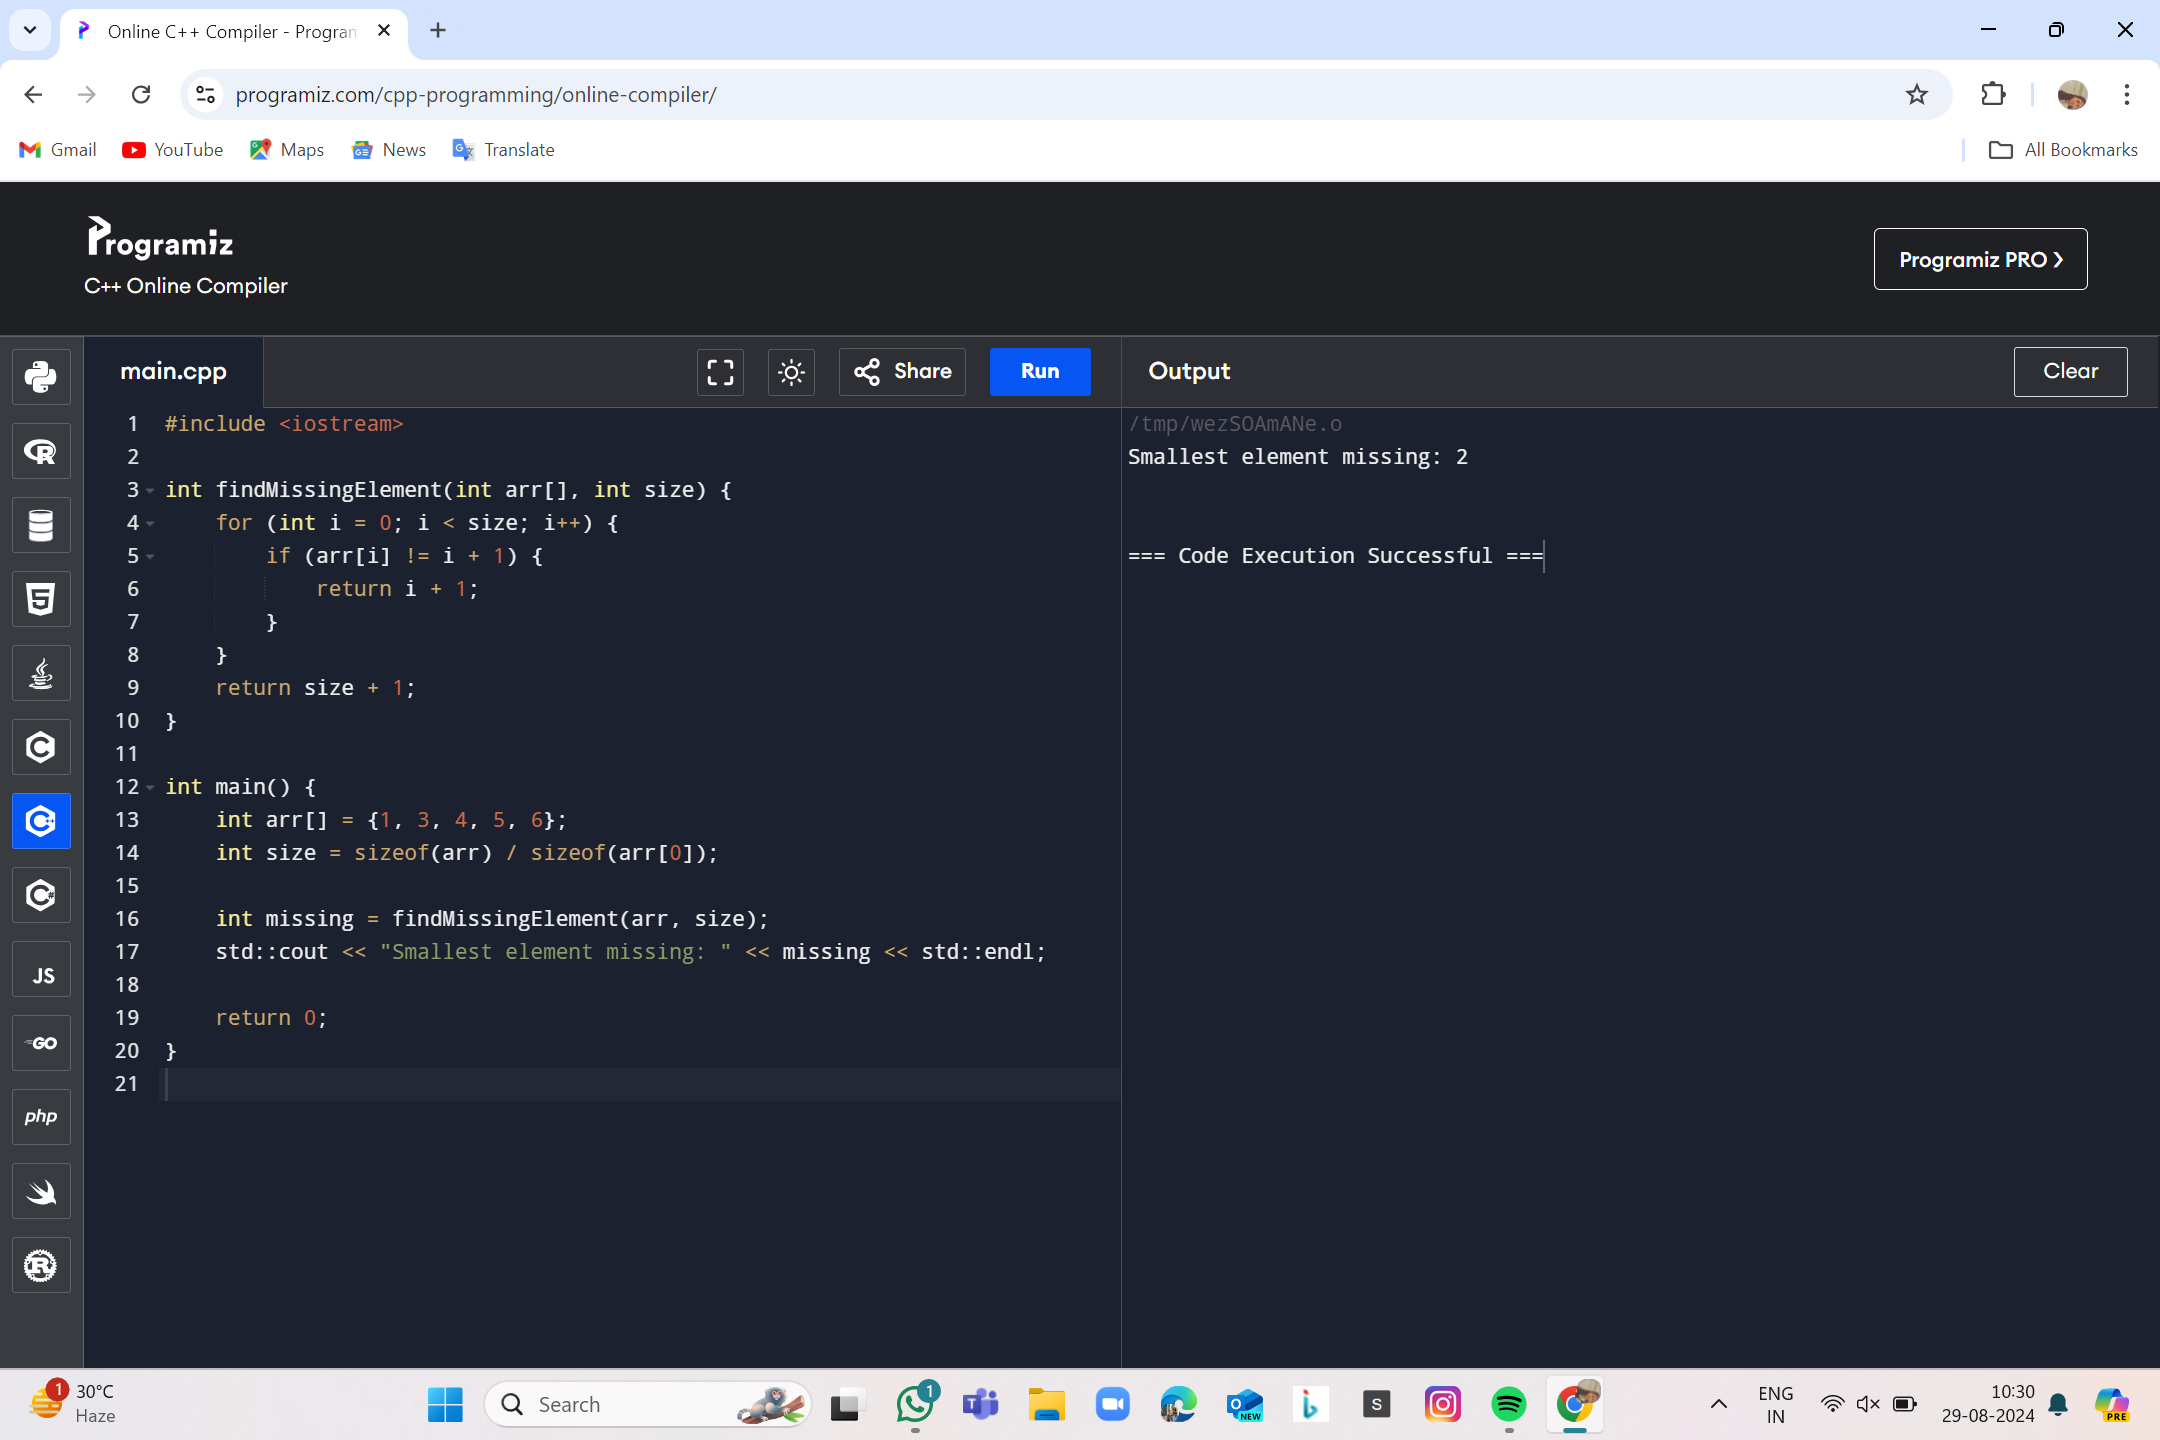 Online C++ Compiler - Program
programiz.com/cpp-programming/online-compiler/
Gmail YouTube Maps News Translate All Bookmarks
Programiz
C++ Online Compiler
Programiz PRO ❯
main.cpp Share Run Output Clear
1 #include <iostream>
2
3 int findMissingElement(int arr[], int size) {
4     for (int i = 0; i < size; i++) {
5         if (arr[i] != i + 1) {
6             return i + 1;
7         }
8     }
9     return size + 1;
10 }
11
12 int main() {
13     int arr[] = {1, 3, 4, 5, 6};
14     int size = sizeof(arr) / sizeof(arr[0]);
15
16     int missing = findMissingElement(arr, size);
17     std::cout << "Smallest element missing: " << missing << std::endl;
18
19     return 0;
20 }
21
/tmp/wezSOAmANe.o
Smallest element missing: 2
=== Code Execution Successful ===
JS
GO
php
1
30°C
Haze
Search
1
NEW
S
ENG
IN
10:30
29-08-2024
PRE